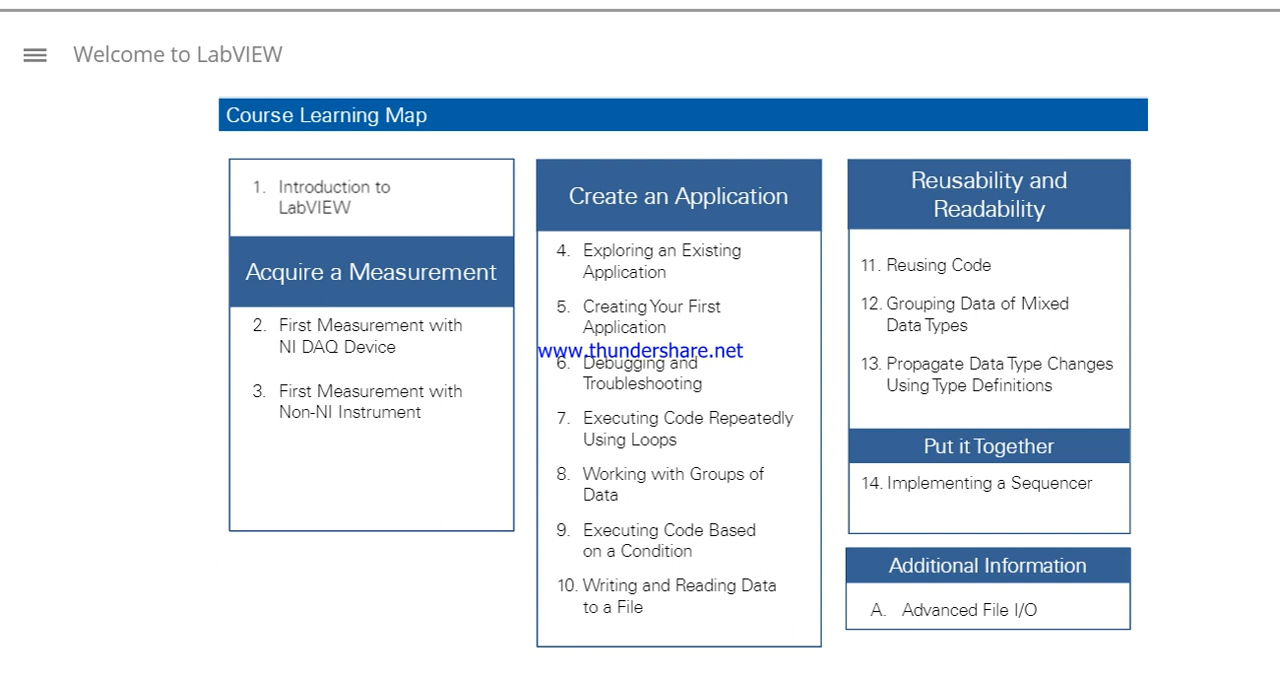 Welcome to LabVIEW
Course Learning Map
1. Introduction to
LabVIEW
Acquire a Measurement
2. First Measurement with
NI DAQ Device
3. First Measurement with
Non-NI Instrument
Create an Application
4. Exploring an Existing
Application
5. Creating Your First
Application
www.thundershare.net
6. Debugging and
Troubleshooting
7. Executing Code Repeatedly
Using Loops
8. Working with Groups of
Data
9. Executing Code Based
on a Condition
10. Writing and Reading Data
to a File
Reusability and
Readability
11. Reusing Code
12. Grouping Data of Mixed
Data Types
13. Propagate Data Type Changes
Using Type Definitions
Put it Together
14. Implementing a Sequencer
Additional Information
A. Advanced File I/O